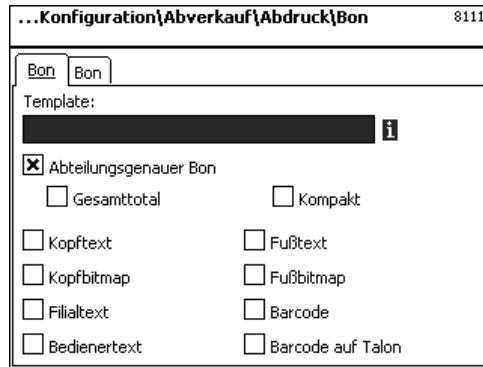 ...Konfiguration\Abverkauf\Abdruck\Bon 8111
Bon Bon
Template:
i
Abteilungsgenauer Bon
Gesamttotal Kompakt
Kopftext Fußtext
Kopfbitmap Fußbitmap
Filialtext Barcode
Bedienertext Barcode auf Talon